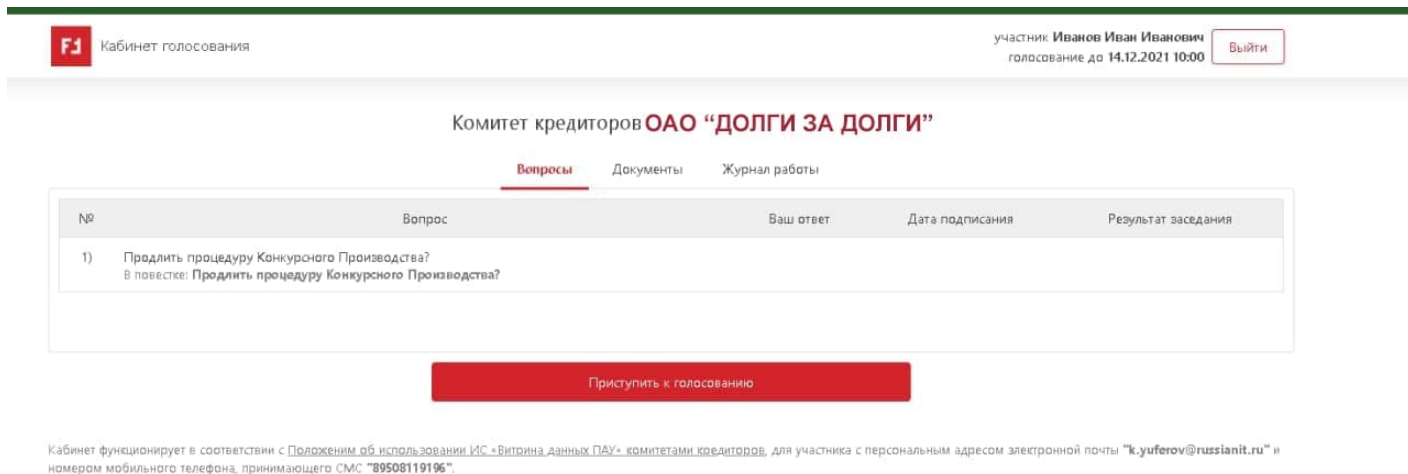 F1 Кабинет голосования
участник Иванов Иван Иванович
голосование до 14.12.2021 10:00
Выйти
Комитет кредиторов ОАО “ДОЛГИ ЗА ДОЛГИ”
Вопросы Документы Журнал работы
№ Вопрос Ваш ответ Дата подписания Результат заседания
1) Продлить процедуру Конкурсного Производства?
В повестке: Продлить процедуру Конкурсного Производства?
Приступить к голосованию
Кабинет функционирует в соответствии с Положеним об использовании ИС «Витрина данных ПАУ» комитетами кредиторов, для участника с персональным адресом электронной почты "k.yuferov@russianit.ru" и
номером мобильного телефона, принимающего СМС "89508119196".